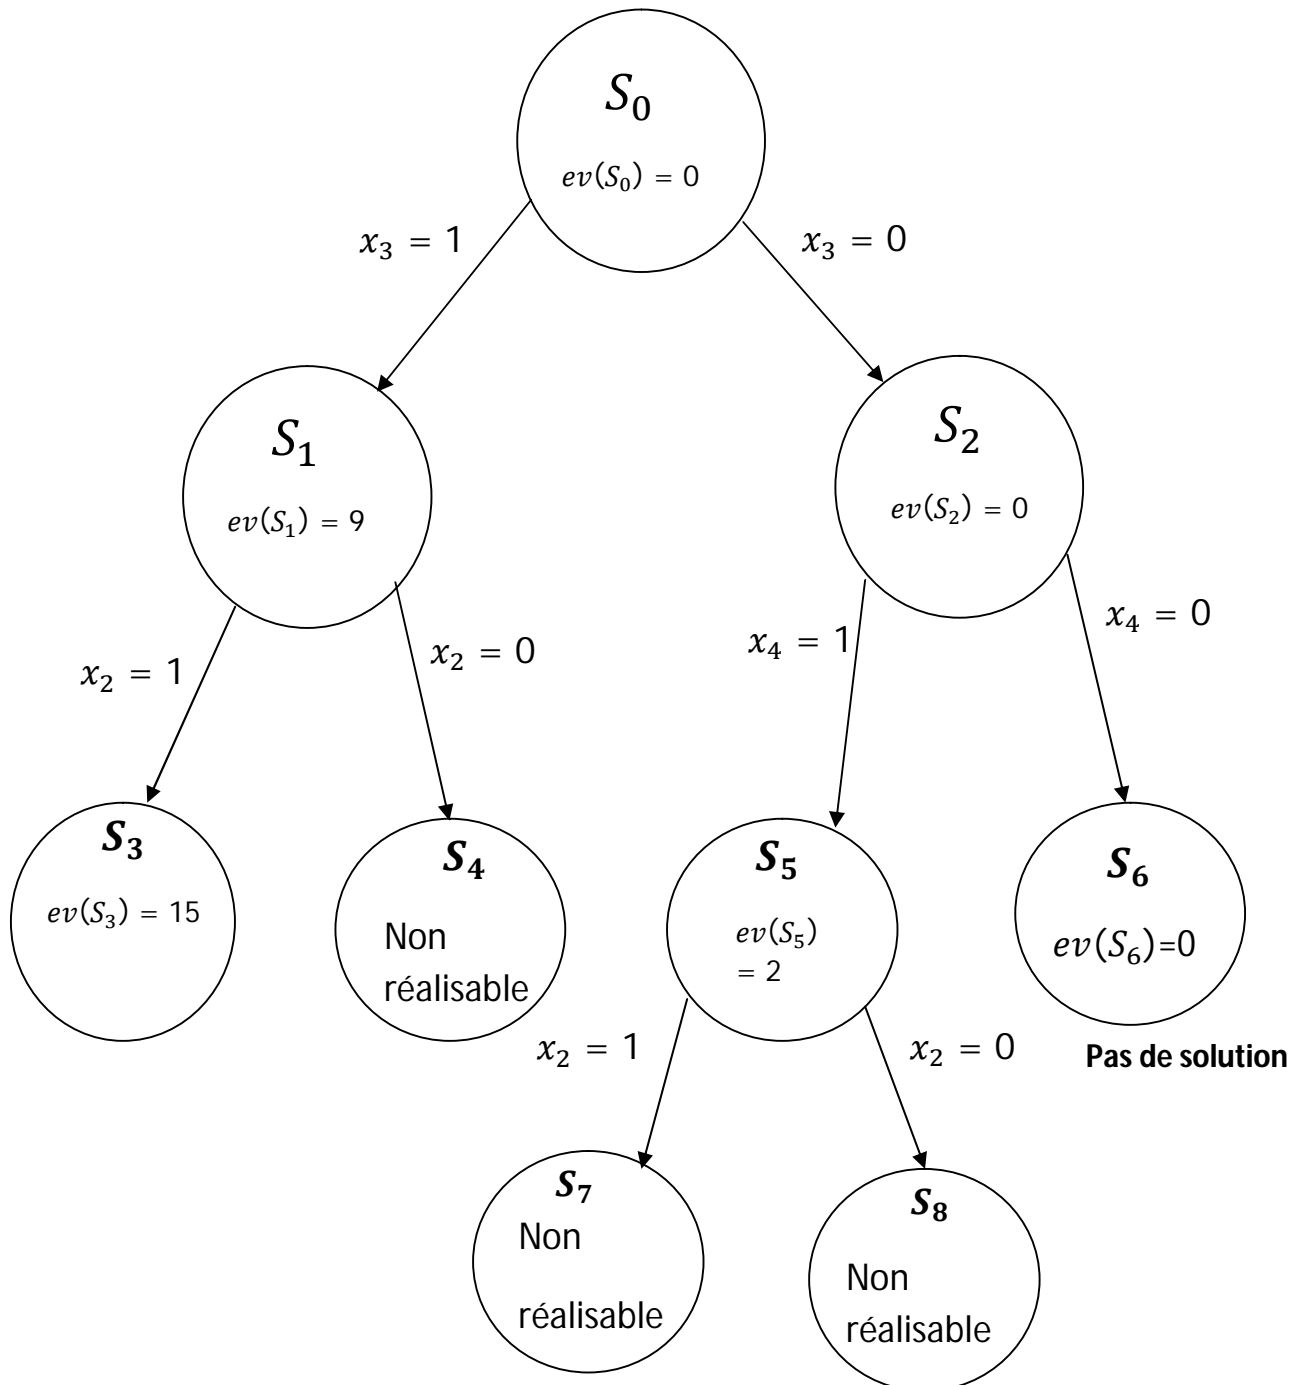 S₀
ev(S₀) = 0
x₃ = 1
x₃ = 0
S₁
ev(S₁) = 9
S₂
ev(S₂) = 0
x₂ = 1
x₂ = 0
x₄ = 1
x₄ = 0
S₃
ev(S₃) = 15
S₄
Non
réalisable
S₅
ev(S₅)
= 2
S₆
ev(S₆)=0
Pas de solution
x₂ = 1
x₂ = 0
S₇
Non
réalisable
S₈
Non
réalisable